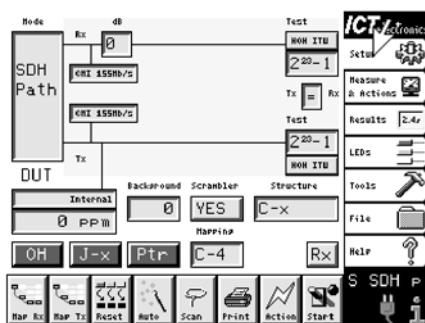 Mode
dB
Test
ICT electronics
Rx
0
NON ITU
Setup
2²³-1
SDH
Path
CMI 155Mb/s
Measure
& Actions
Tx = Rx
CMI 155Mb/s
Test
Results
2²³-1
NON ITU
LEDs
Tx
DUT
Internal
Background
Scrambler
Structure
Tools
0 PPm
0
YES
C-x
File
Mapping
OH
J-x
Ptr
C-4
Rx
Help
Map Rx
Map Tx
Reset
Auto
Scan
Print
Action
Start
S SDH P